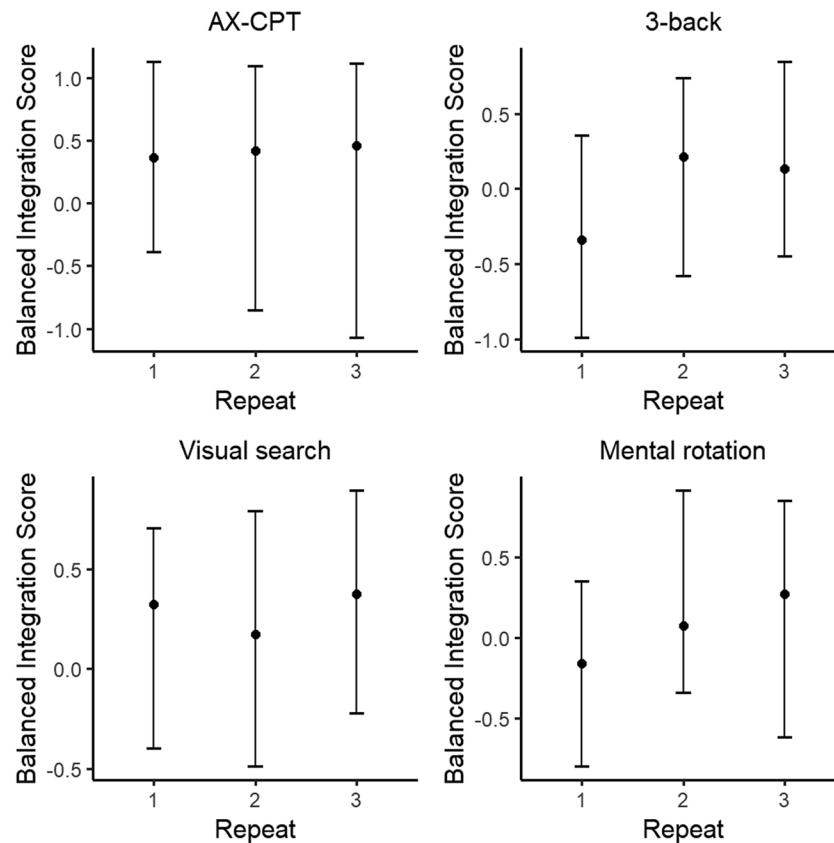 AX-CPT
Balanced Integration Score
1.0
0.5
0.0
-0.5
-1.0
1 2 3
Repeat
3-back
Balanced Integration Score
0.5
0.0
-0.5
-1.0
1 2 3
Repeat
Visual search
Balanced Integration Score
0.5
0.0
-0.5
1 2 3
Repeat
Mental rotation
Balanced Integration Score
0.5
0.0
-0.5
1 2 3
Repeat